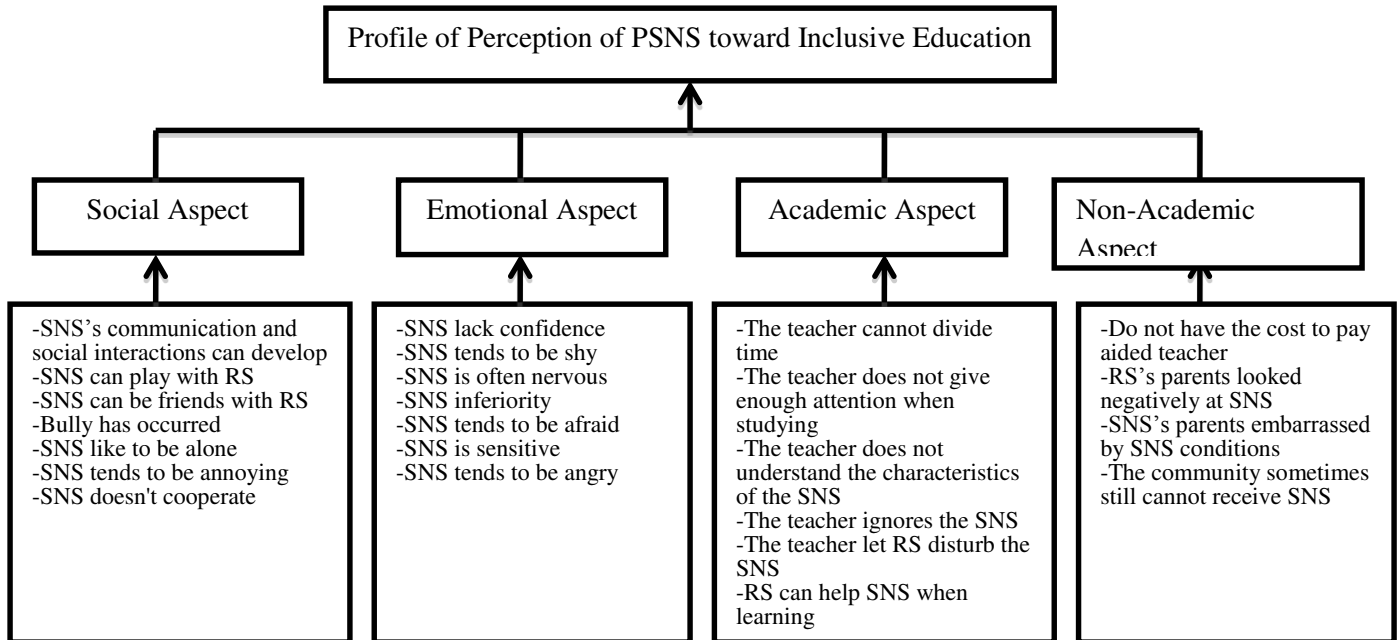 Profile of Perception of PSNS toward Inclusive Education
Social Aspect
Emotional Aspect
Academic Aspect
Non-Academic
Aspect
-SNS's communication and
social interactions can develop
-SNS can play with RS
-SNS can be friends with RS
-Bully has occurred
-SNS like to be alone
-SNS tends to be annoying
-SNS doesn't cooperate
-SNS lack confidence
-SNS tends to be shy
-SNS is often nervous
-SNS inferiority
-SNS tends to be afraid
-SNS is sensitive
-SNS tends to be angry
-The teacher cannot divide
time
-The teacher does not give
enough attention when
studying
-The teacher does not
understand the characteristics
of the SNS
-The teacher ignores the SNS
-The teacher let RS disturb the
SNS
-RS can help SNS when
learning
-Do not have the cost to pay
aided teacher
-RS's parents looked
negatively at SNS
-SNS's parents embarrassed
by SNS conditions
-The community sometimes
still cannot receive SNS